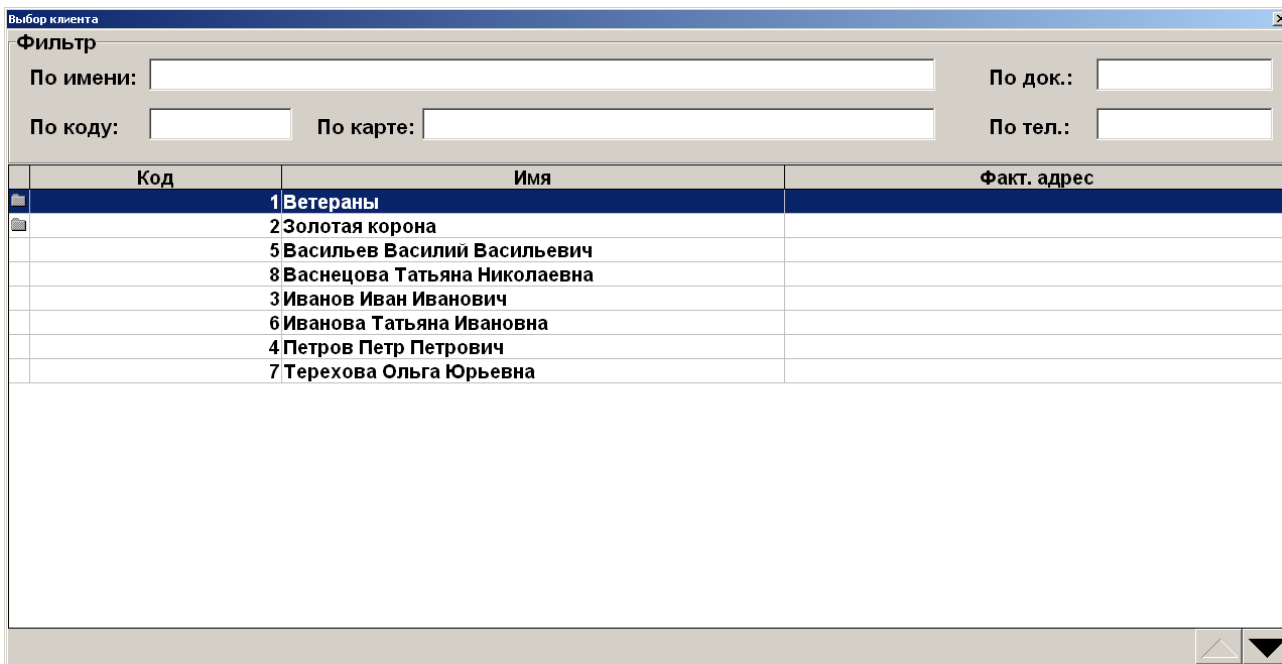 Выбор клиента
Фильтр
По имени: По док.:
По коду: По карте: По тел.:
Код Имя Факт. адрес
1 Ветераны
2 Золотая корона
5 Васильев Василий Васильевич
8 Васнецова Татьяна Николаевна
3 Иванов Иван Иванович
6 Иванова Татьяна Ивановна
4 Петров Петр Петрович
7 Терехова Ольга Юрьевна